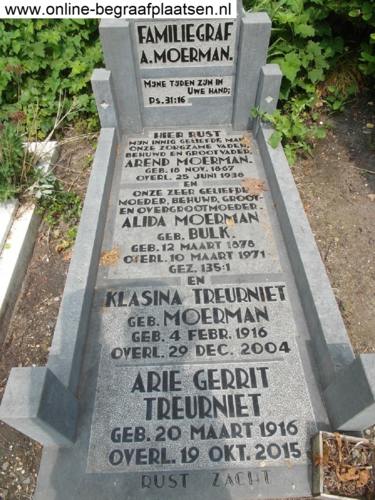 www.online-begraafplaatsen.nl
FAMILIEGRAF
A. MOERMAN.
MIJNE TIJDEN ZIJN IN
UWE HAND;
PS. 31:16
HIER RUST
MIJN INNIG GELIEFDE MAN
ONZE ZORGZAME VADER,
BEHUWD EN GROOTVADER
AREND MOERMAN.
GEB. 18 NOV. 1867
OVERL. 25 JUNI 1938
EN
ONZE ZEER GELIEFDE
MOEDER, BEHUWD, GROOT-
EN OVERGROOTMOEDER.
ALIDA MOERMAN
GEB. BULK.
GEB. 12 MAART 1878
OVERL. 10 MAART 1971
GEZ. 135:1
EN
KLASINA TREURNIET
GEB. MOERMAN
GEB. 4 FEBR. 1916
OVERL. 29 DEC. 2004
ARIE GERRIT
TREURNIET
GEB. 20 MAART 1916
OVERL. 19 OKT. 2015
RUST ZACHT
www.online-begraafplaatsen.nl